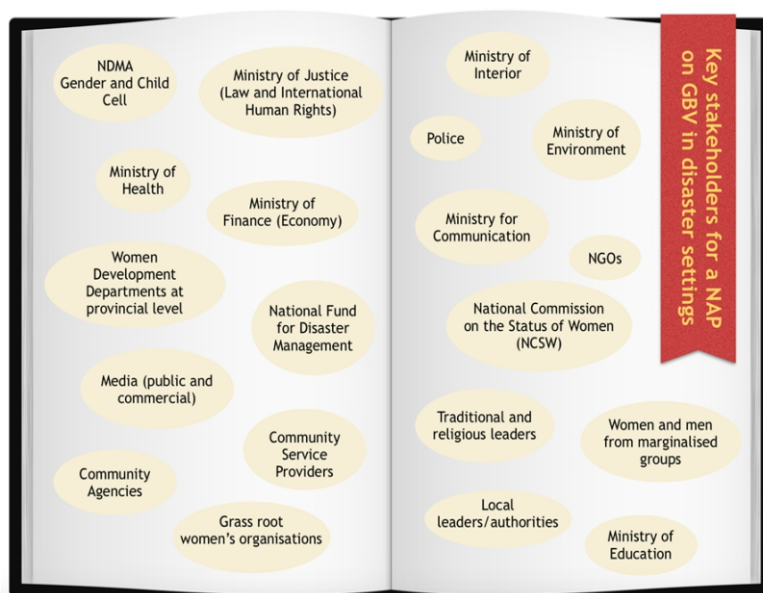 NDMA
Gender and Child
Cell
Ministry of Justice
(Law and International
Human Rights)
Ministry of
Health
Ministry of
Finance (Economy)
Women
Development
Departments at
provincial level
National Fund
for Disaster
Management
Media (public and
commercial)
Community
Service
Providers
Community
Agencies
Grass root
women's organisations
Ministry of
Interior
Police
Ministry of
Environment
Ministry for
Communication
NGOs
National Commission
on the Status of Women
(NCSW)
Traditional and
religious leaders
Women and men
from marginalised
groups
Local
leaders/authorities
Ministry of
Education
Key stakeholders for a NAP
on GBV in disaster settings